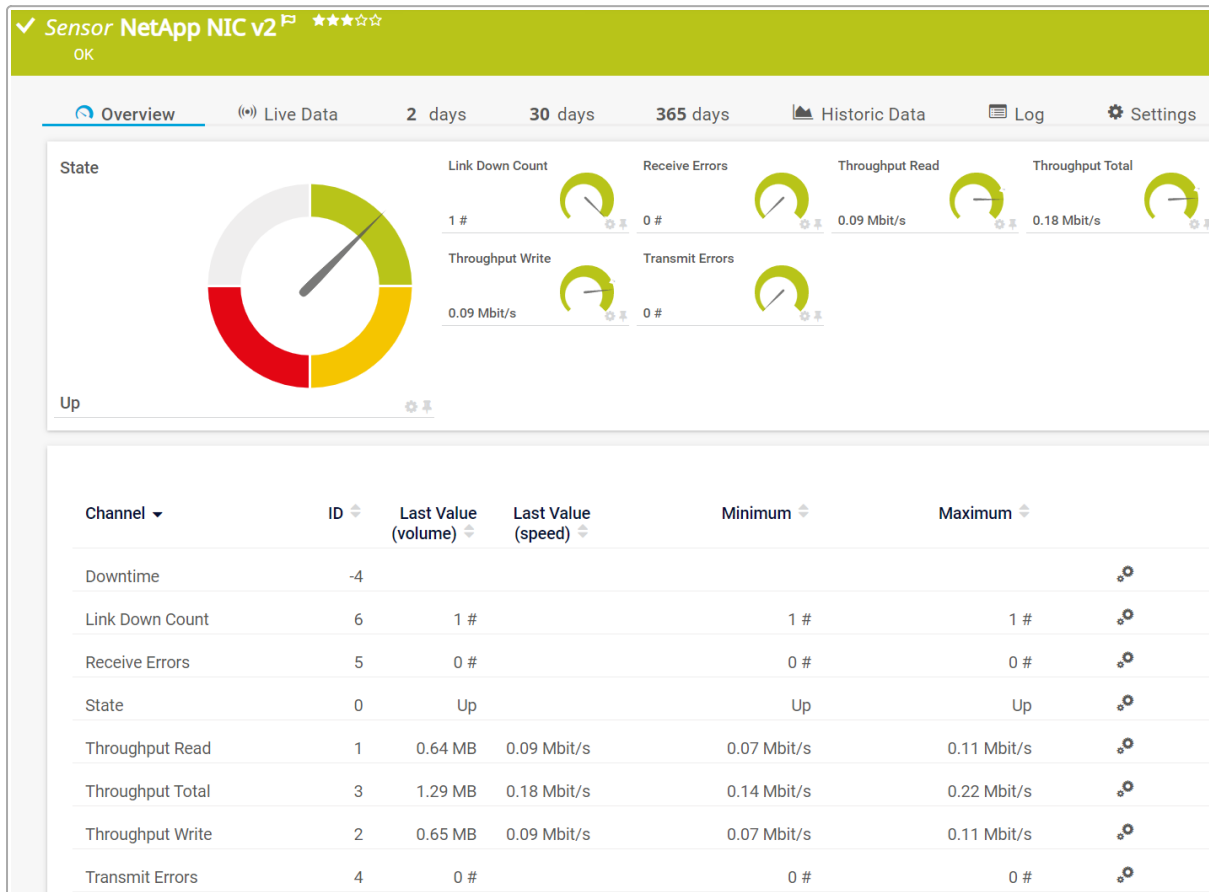 Sensor NetApp NIC v2
OK
Overview Live Data 2 days 30 days 365 days Historic Data Log Settings
State
Up
Link Down Count
1 #
Receive Errors
0 #
Throughput Read
0.09 Mbit/s
Throughput Total
0.18 Mbit/s
Throughput Write
0.09 Mbit/s
Transmit Errors
0 #
Channel ID Last Value (volume) Last Value (speed) Minimum Maximum
Downtime -4
Link Down Count 6 1 # 1 # 1 #
Receive Errors 5 0 # 0 # 0 #
State 0 Up Up Up
Throughput Read 1 0.64 MB 0.09 Mbit/s 0.07 Mbit/s 0.11 Mbit/s
Throughput Total 3 1.29 MB 0.18 Mbit/s 0.14 Mbit/s 0.22 Mbit/s
Throughput Write 2 0.65 MB 0.09 Mbit/s 0.07 Mbit/s 0.11 Mbit/s
Transmit Errors 4 0 # 0 # 0 #